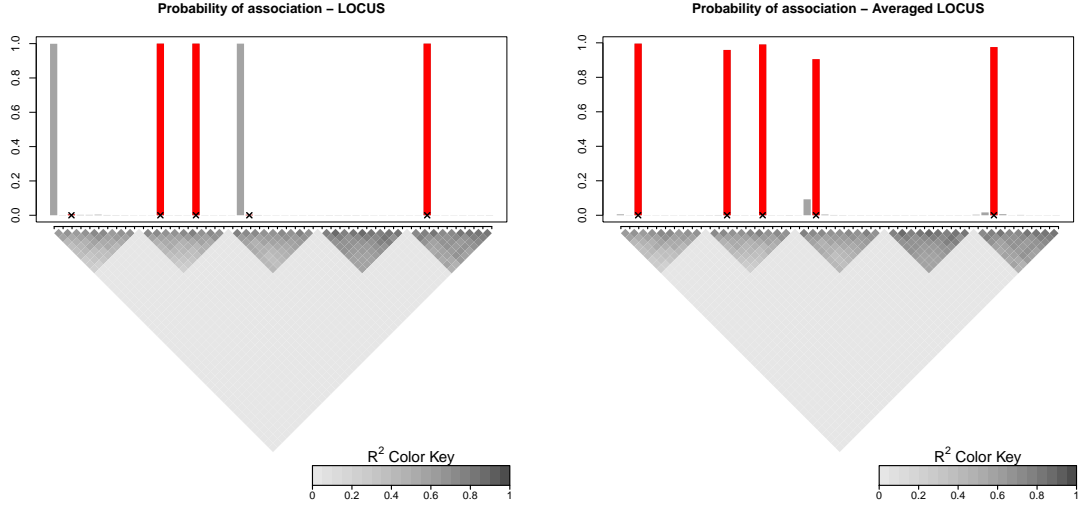 Probability of association – LOCUS
1.0
0.8
0.6
0.4
0.2
0.0
R² Color Key
0 0.2 0.4 0.6 0.8 1
Probability of association – Averaged LOCUS
1.0
0.8
0.6
0.4
0.2
0.0
R² Color Key
0 0.2 0.4 0.6 0.8 1